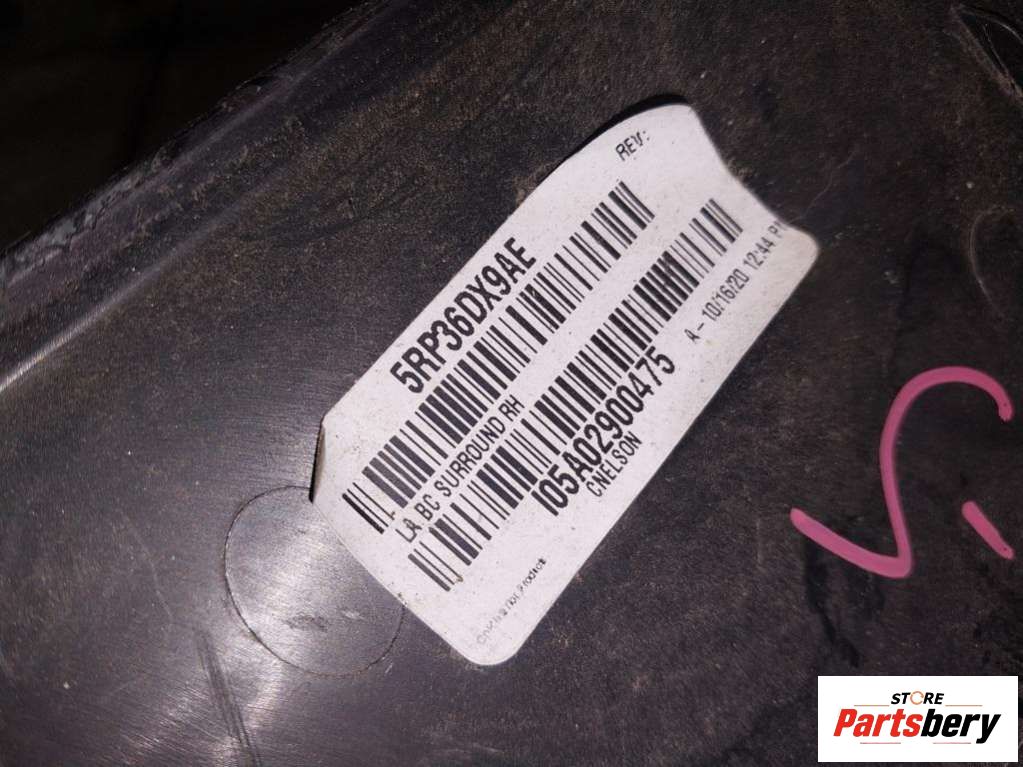 REV:
5RP36DX9AE
LA BC SURROUND RH
I05A02900475
A - 10/16/20 12:44 P
CNELSON
STORE
Partsbery